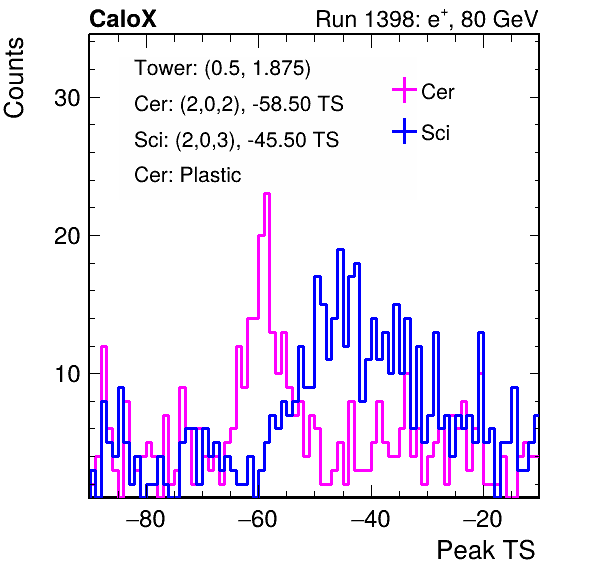 CaloX
Run 1398: e+, 80 GeV
Counts
Tower: (0.5, 1.875)
Cer: (2,0,2), -58.50 TS
Sci: (2,0,3), -45.50 TS
Cer: Plastic
Cer
Sci
30
20
10
−80 −60 −40 −20
Peak TS